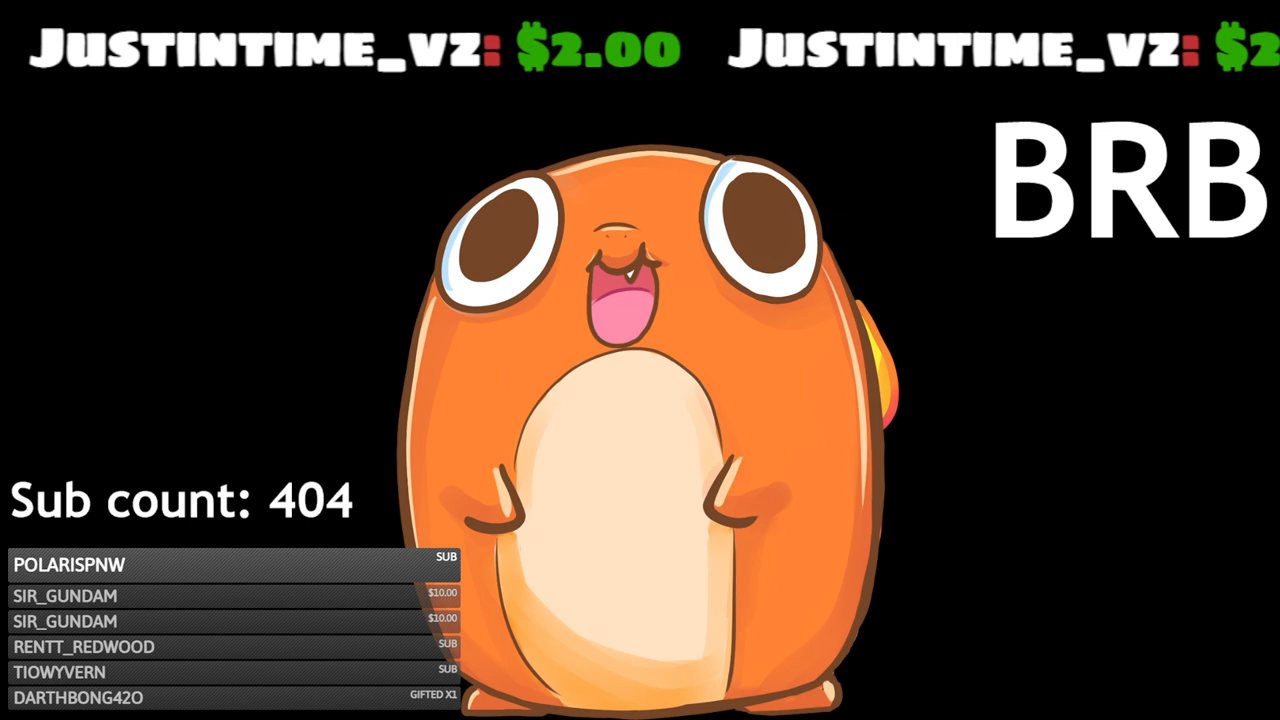 JUSTINTIME_VZ: $2.00 JUSTINTIME_VZ: $2
BRB
Sub count: 404
POLARISPNW SUB
SIR_GUNDAM $10.00
SIR_GUNDAM $10.00
RENTT_REDWOOD SUB
TIOWYVERN SUB
DARTHBONG42O GIFTED X1